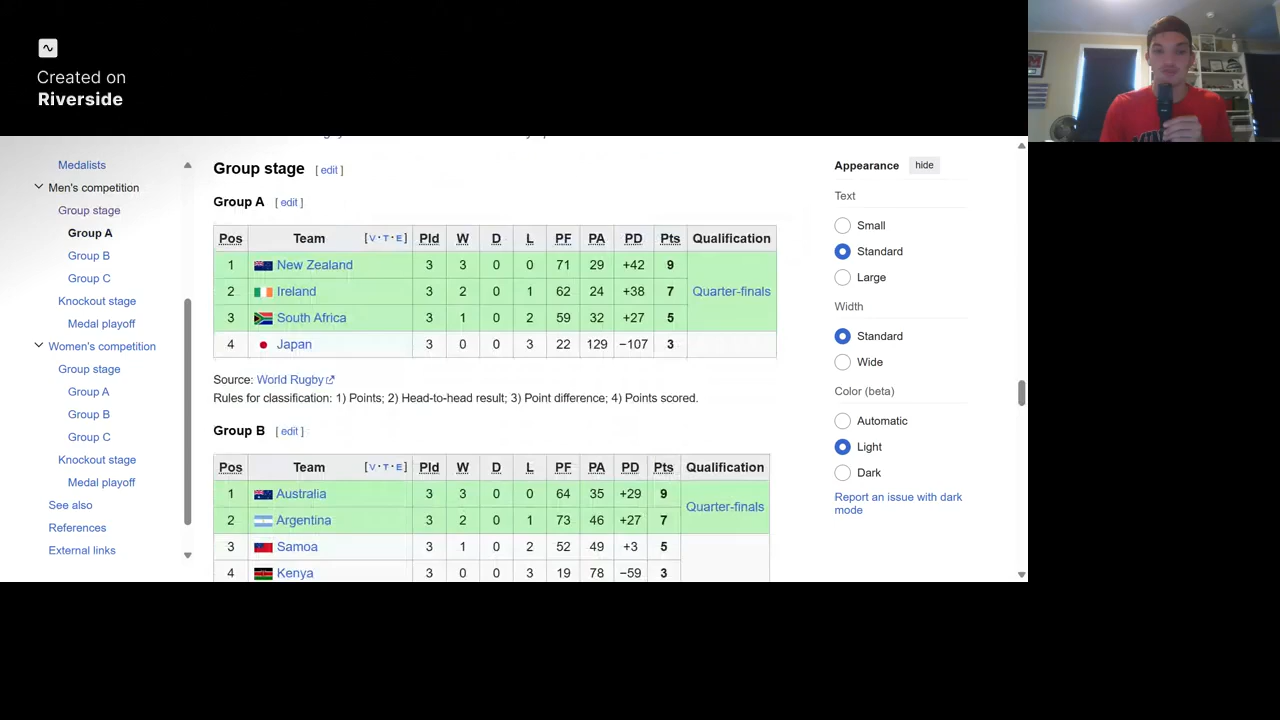 Created on
Riverside
Medalists
Men's competition
Group stage
Group A
Group B
Group C
Knockout stage
Medal playoff
Women's competition
Group stage
Group A
Group B
Group C
Knockout stage
Medal playoff
See also
References
External links
Group stage [ edit ]
Group A [ edit ]
Pos Team [V·T·E] Pld W D L PF PA PD Pts Qualification
1 New Zealand 3 3 0 0 71 29 +42 9
2 Ireland 3 2 0 1 62 24 +38 7 Quarter-finals
3 South Africa 3 1 0 2 59 32 +27 5
4 Japan 3 0 0 3 22 129 −107 3
Source: World Rugby
Rules for classification: 1) Points; 2) Head-to-head result; 3) Point difference; 4) Points scored.
Group B [ edit ]
Pos Team [V·T·E] Pld W D L PF PA PD Pts Qualification
1 Australia 3 3 0 0 64 35 +29 9
Quarter-finals
2 Argentina 3 2 0 1 73 46 +27 7
3 Samoa 3 1 0 2 52 49 +3 5
4 Kenya 3 0 0 3 19 78 −59 3
Appearance hide
Text
Small
Standard
Large
Width
Standard
Wide
Color (beta)
Automatic
Light
Dark
Report an issue with dark
mode